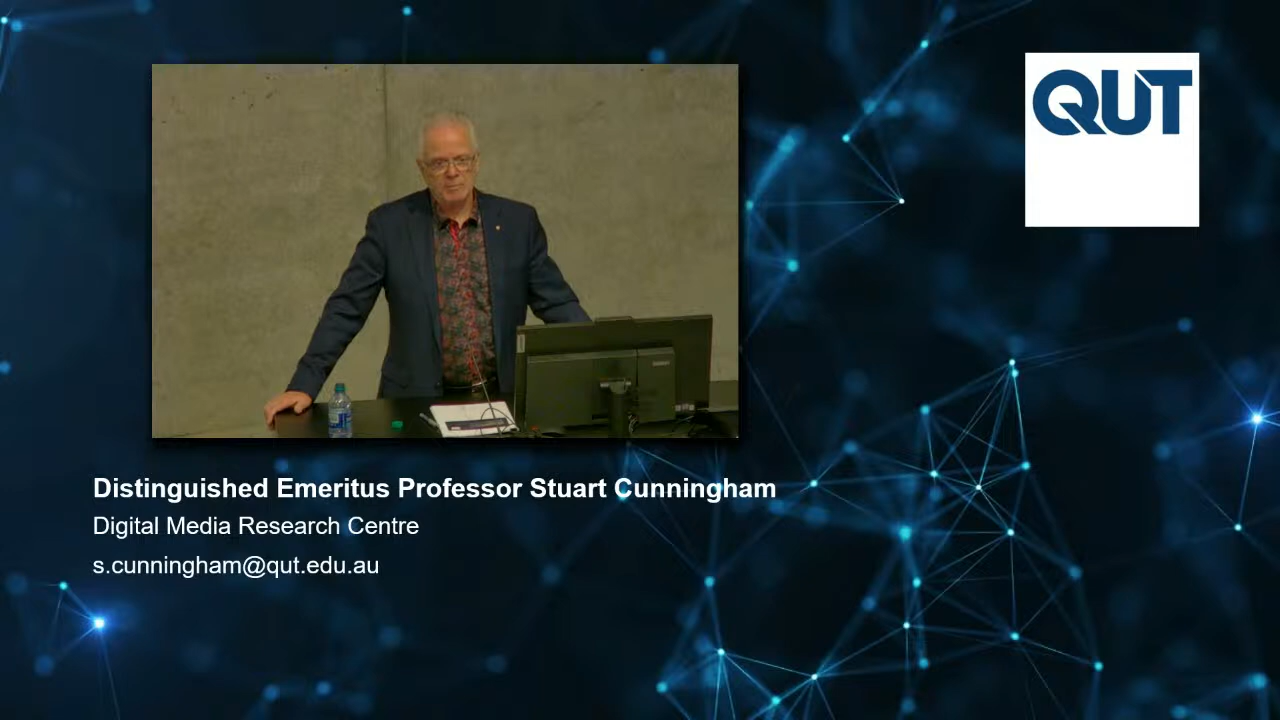 QUT
Distinguished Emeritus Professor Stuart Cunningham
Digital Media Research Centre
s.cunningham@qut.edu.au